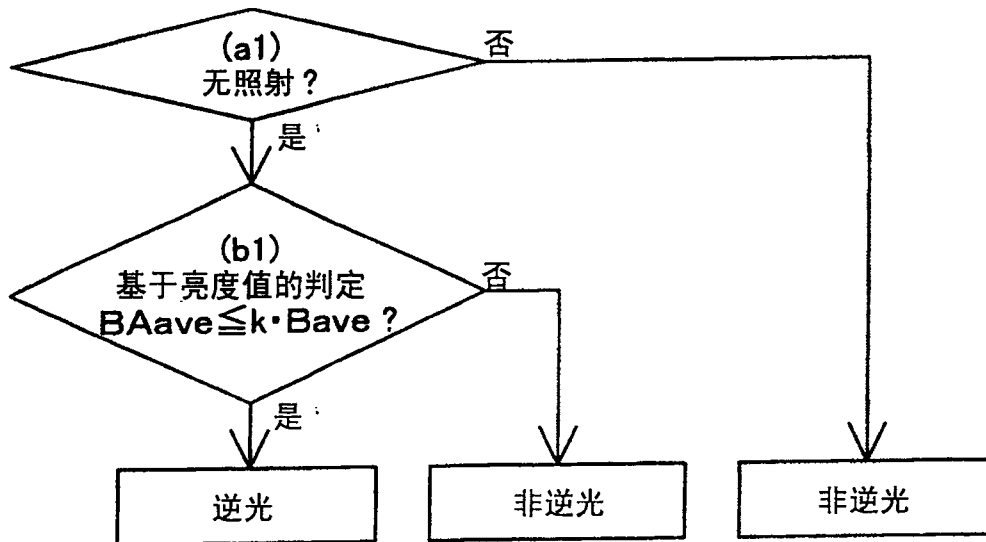 (a1)
无照射？
否
是
(b1)
基于亮度值的判定
BAave≦k･Bave？
否
是
逆光
非逆光
非逆光